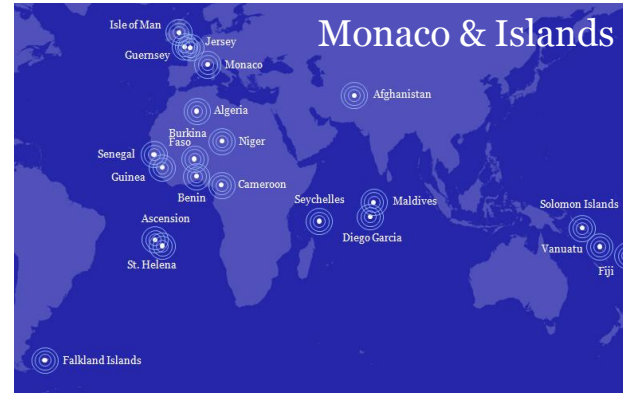 Monaco & Islands
Isle of Man
Jersey
Guernsey
Monaco
Afghanistan
Algeria
Burkina
Faso
Niger
Senegal
Guinea
Benin
Cameroon
Seychelles
Maldives
Solomon Islands
Ascension
Diego Garcia
Vanuatu
St. Helena
Fiji
Falkland Islands